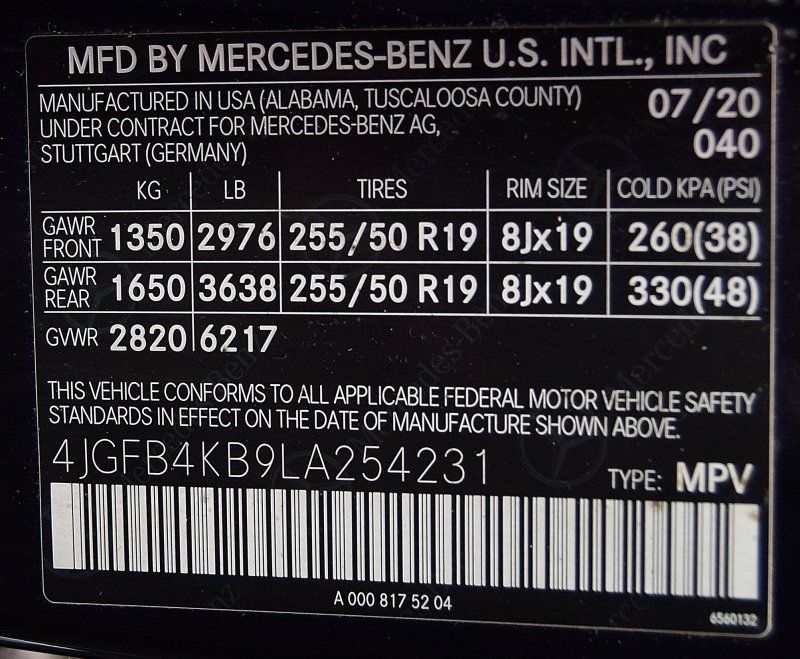 MFD BY MERCEDES-BENZ U.S. INTL., INC
MANUFACTURED IN USA (ALABAMA, TUSCALOOSA COUNTY) 07/20
UNDER CONTRACT FOR MERCEDES-BENZ AG, 040
STUTTGART (GERMANY)
KG LB TIRES RIM SIZE COLD KPA (PSI)
GAWR FRONT 1350 2976 255/50 R19 8Jx19 260(38)
GAWR REAR 1650 3638 255/50 R19 8Jx19 330(48)
GVWR 2820 6217
THIS VEHICLE CONFORMS TO ALL APPLICABLE FEDERAL MOTOR VEHICLE SAFETY
STANDARDS IN EFFECT ON THE DATE OF MANUFACTURE SHOWN ABOVE.
4JGFB4KB9LA254231 TYPE: MPV
A 000 817 52 04
6560132